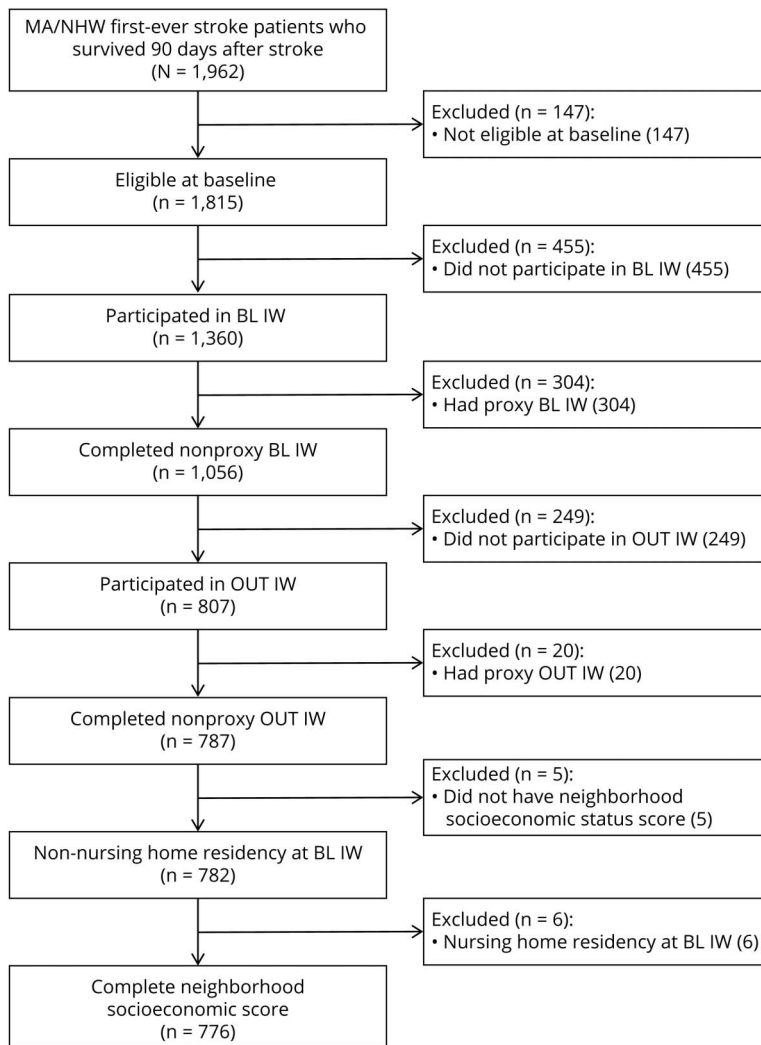 MA/NHW first-ever stroke patients who
survived 90 days after stroke
(N = 1,962)
Excluded (n = 147):
• Not eligible at baseline (147)
Eligible at baseline
(n = 1,815)
Excluded (n = 455):
• Did not participate in BL IW (455)
Participated in BL IW
(n = 1,360)
Excluded (n = 304):
• Had proxy BL IW (304)
Completed nonproxy BL IW
(n = 1,056)
Excluded (n = 249):
• Did not participate in OUT IW (249)
Participated in OUT IW
(n = 807)
Excluded (n = 20):
• Had proxy OUT IW (20)
Completed nonproxy OUT IW
(n = 787)
Excluded (n = 5):
• Did not have neighborhood
socioeconomic status score (5)
Non-nursing home residency at BL IW
(n = 782)
Excluded (n = 6):
• Nursing home residency at BL IW (6)
Complete neighborhood
socioeconomic score
(n = 776)